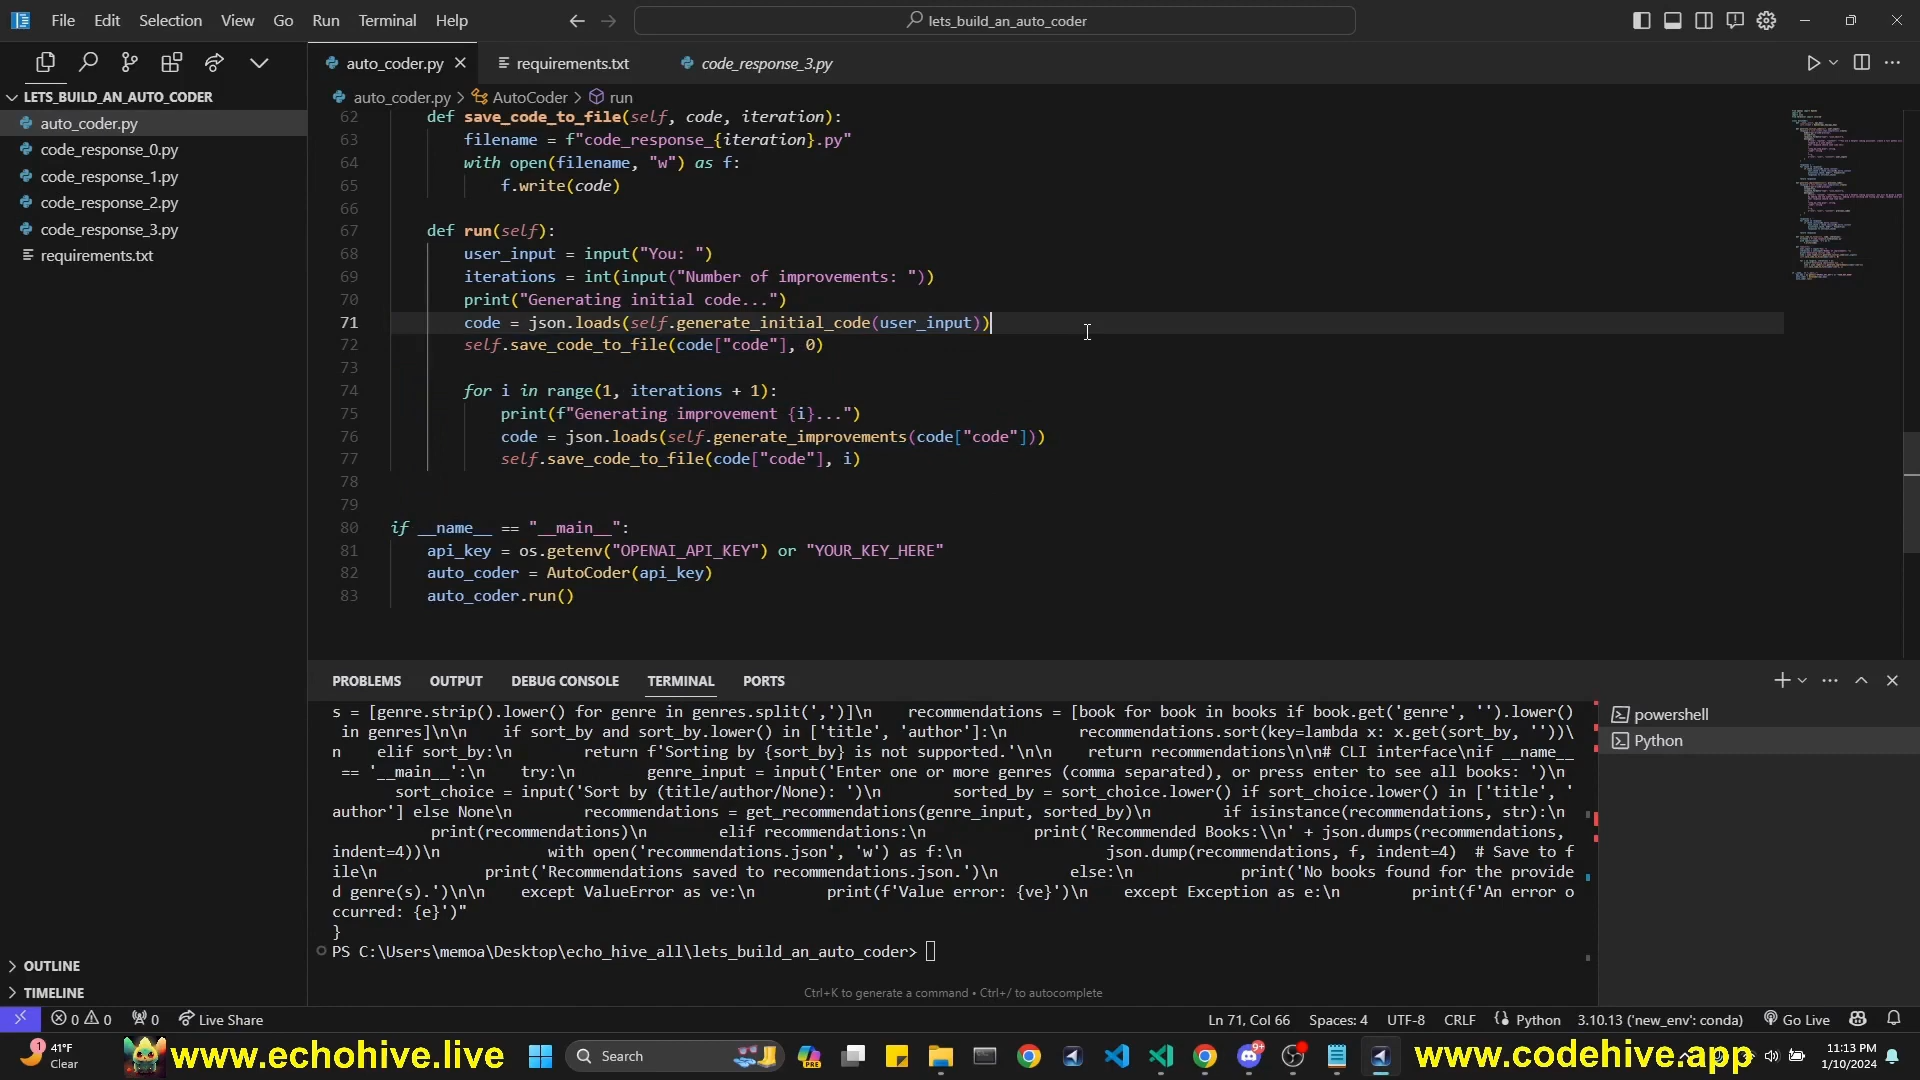 File Edit Selection View Go Run Terminal Help
lets_build_an_auto_coder
LETS_BUILD_AN_AUTO_CODER
auto_coder.py
code_response_0.py
code_response_1.py
code_response_2.py
code_response_3.py
requirements.txt
OUTLINE
TIMELINE
auto_coder.py requirements.txt code_response_3.py
auto_coder.py > AutoCoder > run
62 def save_code_to_file(self, code, iteration):
63 filename = f"code_response_{iteration}.py"
64 with open(filename, "w") as f:
65 f.write(code)
66
67 def run(self):
68 user_input = input("You: ")
69 iterations = int(input("Number of improvements: "))
70 print("Generating initial code...")
71 code = json.loads(self.generate_initial_code(user_input))
72 self.save_code_to_file(code["code"], 0)
73
74 for i in range(1, iterations + 1):
75 print(f"Generating improvement {i}...")
76 code = json.loads(self.generate_improvements(code["code"]))
77 self.save_code_to_file(code["code"], i)
78
79
80 if __name__ == "__main__":
81 api_key = os.getenv("OPENAI_API_KEY") or "YOUR_KEY_HERE"
82 auto_coder = AutoCoder(api_key)
83 auto_coder.run()
PROBLEMS OUTPUT DEBUG CONSOLE TERMINAL PORTS
s = [genre.strip().lower() for genre in genres.split(',')]\n    recommendations = [book for book in books if book.get('genre', '').lower()
in genres]\n\n    if sort_by and sort_by.lower() in ['title', 'author']:\n        recommendations.sort(key=lambda x: x.get(sort_by, ''))\
n    elif sort_by:\n        return f'Sorting by {sort_by} is not supported.'\n\n    return recommendations\n\n# CLI interface\nif __name__
== '__main__':\n    try:\n        genre_input = input('Enter one or more genres (comma separated), or press enter to see all books: ')\n
sort_choice = input('Sort by (title/author/None): ')\n        sorted_by = sort_choice.lower() if sort_choice.lower() in ['title', '
author'] else None\n        recommendations = get_recommendations(genre_input, sorted_by)\n        if isinstance(recommendations, str):\n
print(recommendations)\n        elif recommendations:\n            print('Recommended Books:\\n' + json.dumps(recommendations,
indent=4))\n            with open('recommendations.json', 'w') as f:\n                json.dump(recommendations, f, indent=4)  # Save to f
ile\n            print('Recommendations saved to recommendations.json.')\n        else:\n            print('No books found for the provide
d genre(s).')\n\n    except ValueError as ve:\n        print(f'Value error: {ve}')\n    except Exception as e:\n        print(f'An error o
ccurred: {e}')"
}
PS C:\Users\memoa\Desktop\echo_hive_all\lets_build_an_auto_coder>
Ctrl+K to generate a command • Ctrl+/ to autocomplete
powershell
Python
0 0 0 Live Share Ln 71, Col 66 Spaces: 4 UTF-8 CRLF Python 3.10.13 ('new_env': conda) Go Live
41°F
Clear
www.echohive.live
Search
PRE
9+
www.codehive.app
11:13 PM
1/10/2024